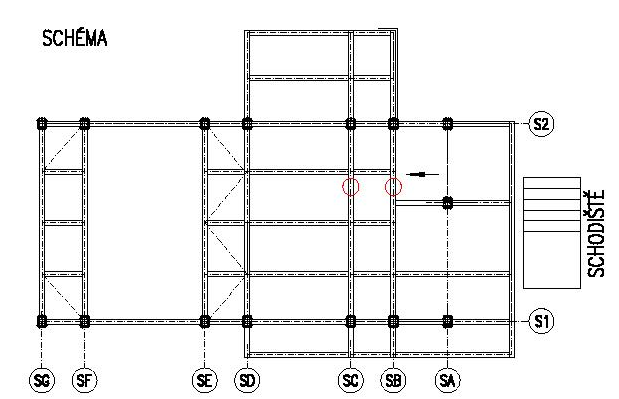 SCHÉMA
S2
SCHODIŠTĚ
S1
SG SF SE SD SC SB SA